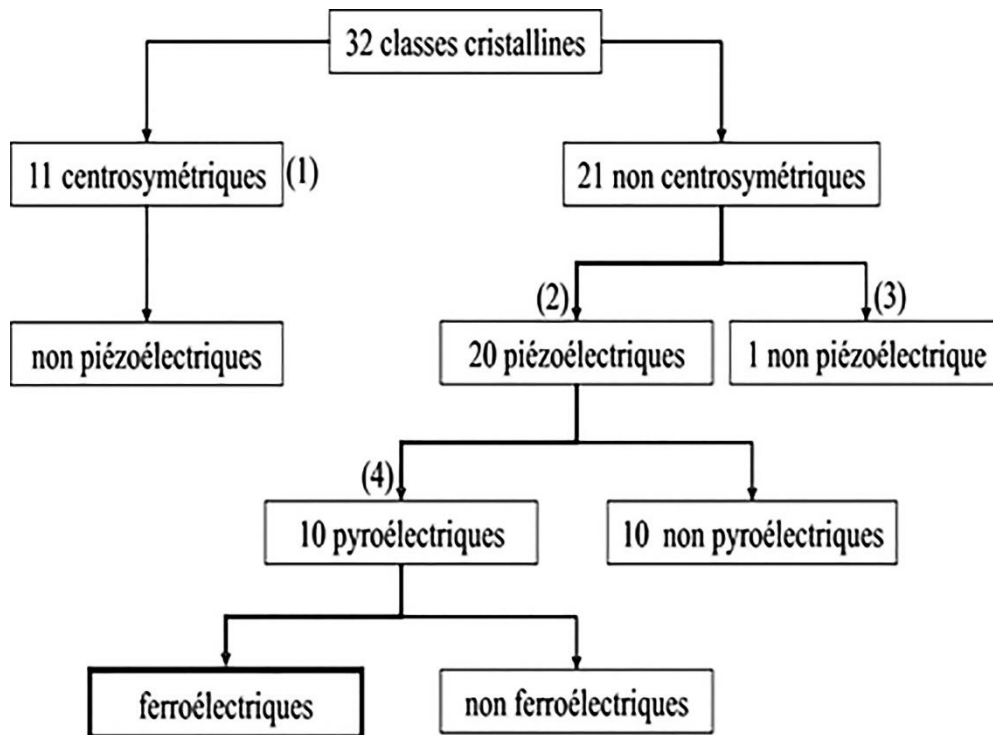 32 classes cristallines
11 centrosymétriques (1)
21 non centrosymétriques
(2)
(3)
non piézoélectriques
20 piézoélectriques
1 non piézoélectrique
(4)
10 pyroélectriques
10 non pyroélectriques
ferroélectriques
non ferroélectriques